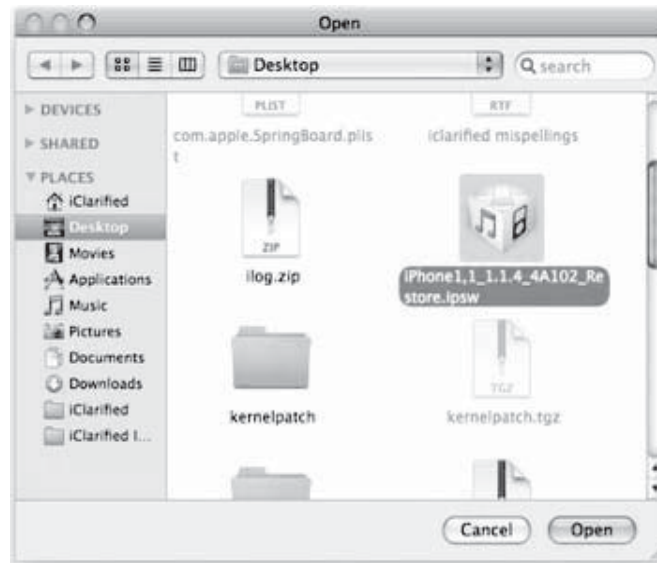 Open
Desktop
search
DEVICES
SHARED
PLACES
iClarified
Desktop
Movies
Applications
Music
Pictures
Documents
Downloads
iClarified
iClarified I...
PLIST
com.apple.SpringBoard.plis
t
RTF
iclarified mispellings
ZIP
ilog.zip
iPhone1,1_1.1.4_4A102_Re
store.ipsw
kernelpatch
TGZ
kernelpatch.tgz
Cancel
Open